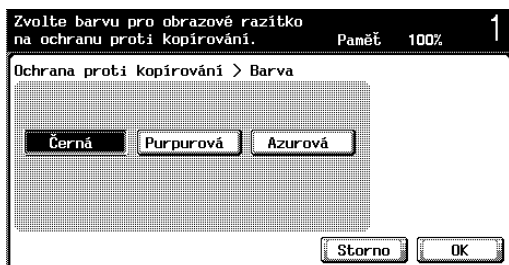 Zvolte barvu pro obrazové razítko
na ochranu proti kopírování. Paměť 100% 1
Ochrana proti kopírování > Barva
Černá Purpurová Azurová
Storno OK